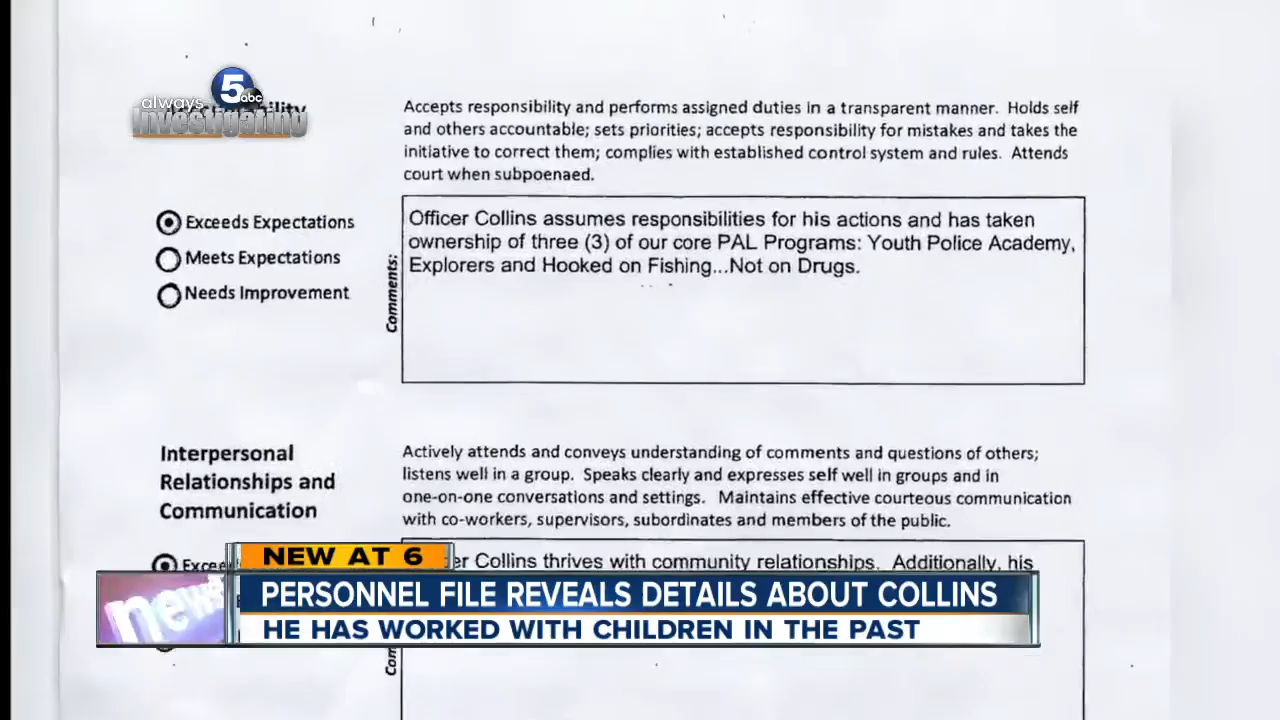 always
5
abc
investigating
Accepts responsibility and performs assigned duties in a transparent manner. Holds self
and others accountable; sets priorities; accepts responsibility for mistakes and takes the
initiative to correct them; complies with established control system and rules. Attends
court when subpoenaed.
Exceeds Expectations
Meets Expectations
Needs Improvement
Comments:
Officer Collins assumes responsibilities for his actions and has taken
ownership of three (3) of our core PAL Programs: Youth Police Academy,
Explorers and Hooked on Fishing...Not on Drugs.
Interpersonal
Relationships and
Communication
Actively attends and conveys understanding of comments and questions of others;
listens well in a group. Speaks clearly and expresses self well in groups and in
one-on-one conversations and settings. Maintains effective courteous communication
with co-workers, supervisors, subordinates and members of the public.
Collins thrives with community relationships. Additionally, his
NEW AT 6
PERSONNEL FILE REVEALS DETAILS ABOUT COLLINS
HE HAS WORKED WITH CHILDREN IN THE PAST
news